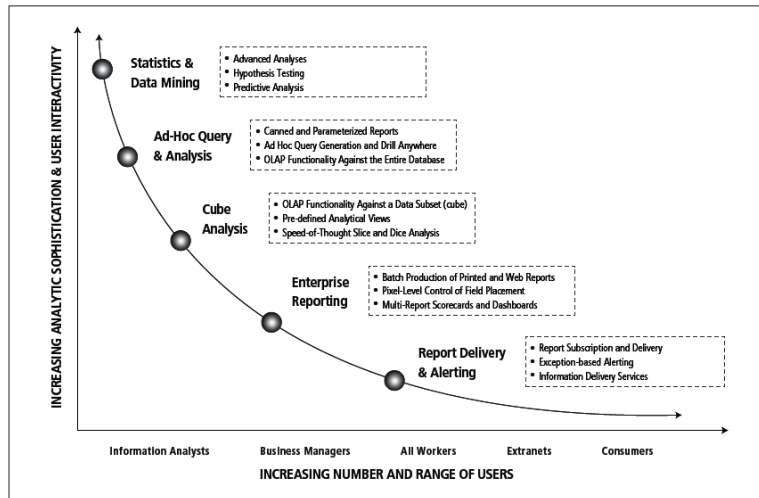 INCREASING ANALYTIC SOPHISTICATION & USER INTERACTIVITY
Statistics &
Data Mining
• Advanced Analyses
• Hypothesis Testing
• Predictive Analysis
Ad-Hoc Query
& Analysis
• Canned and Parameterized Reports
• Ad Hoc Query Generation and Drill Anywhere
• OLAP Functionality Against the Entire Database
Cube
Analysis
• OLAP Functionality Against a Data Subset (cube)
• Pre-defined Analytical Views
• Speed-of-Thought Slice and Dice Analysis
Enterprise
Reporting
• Batch Production of Printed and Web Reports
• Pixel-Level Control of Field Placement
• Multi-Report Scorecards and Dashboards
Report Delivery
& Alerting
• Report Subscription and Delivery
• Exception-based Alerting
• Information Delivery Services
Information Analysts
Business Managers
All Workers
Extranets
Consumers
INCREASING NUMBER AND RANGE OF USERS